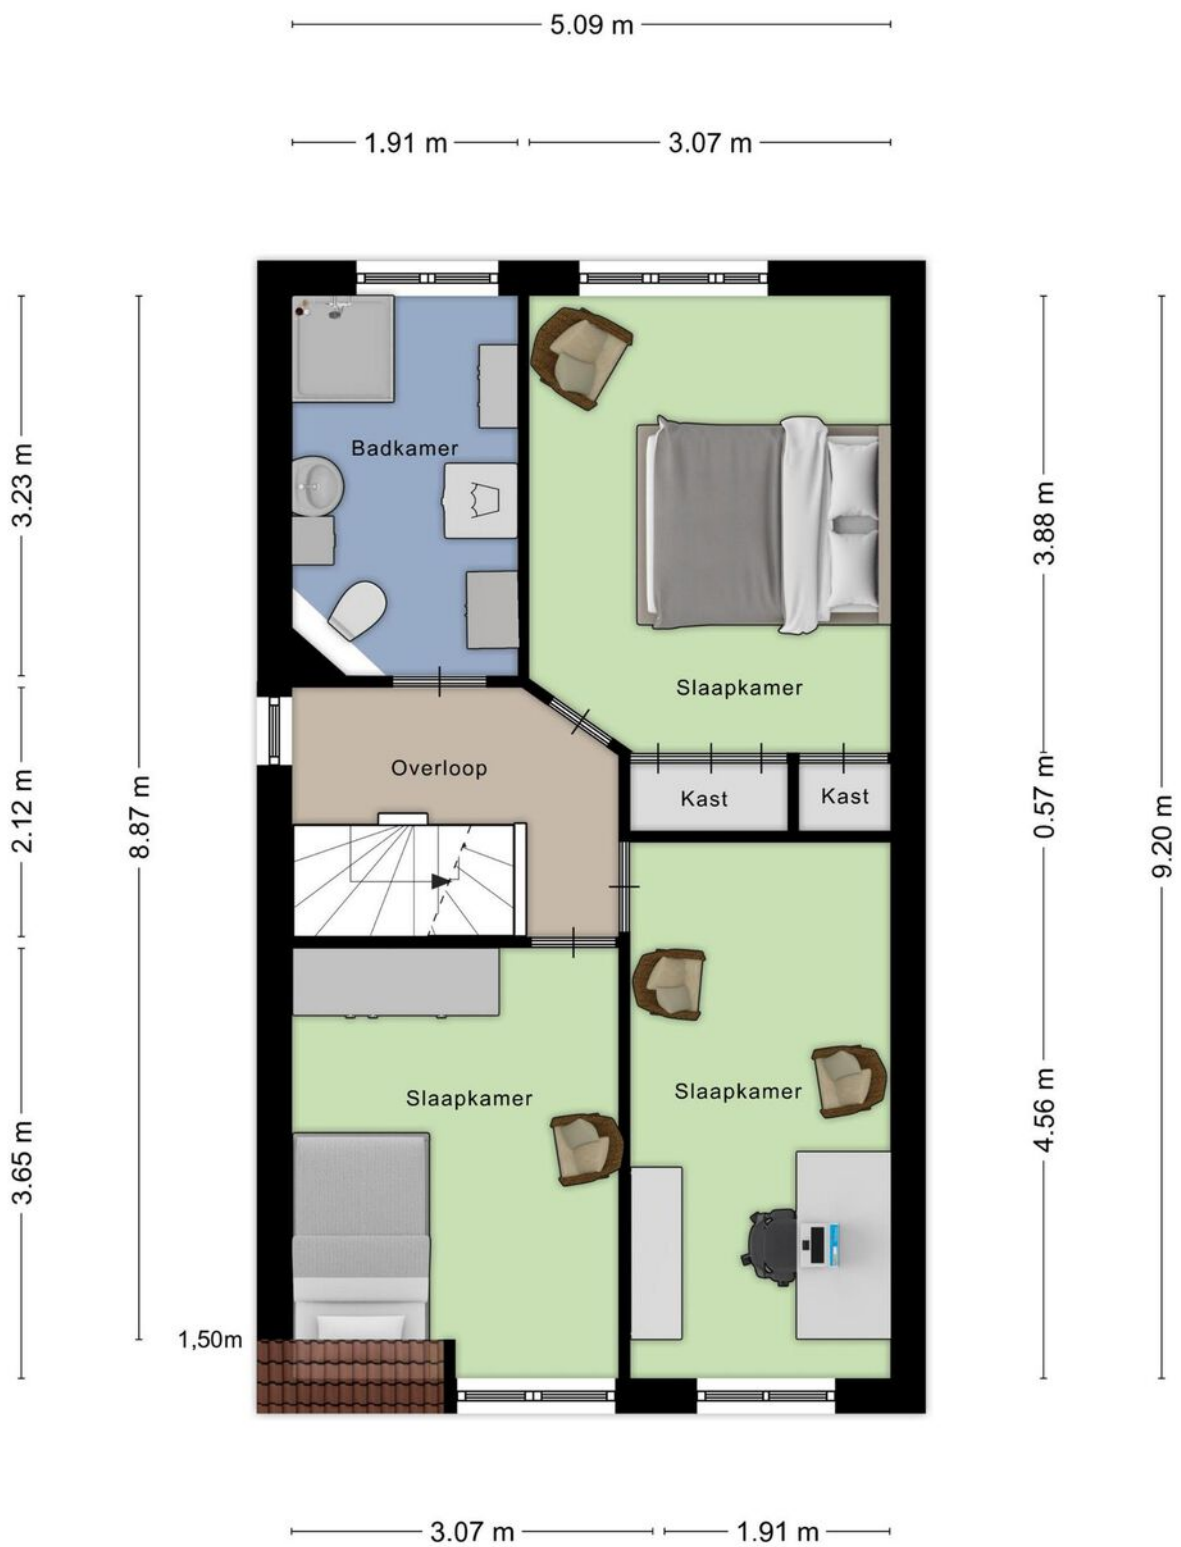 5.09 m
1.91 m
3.07 m
3.23 m
2.12 m
3.65 m
8.87 m
1,50m
Badkamer
Slaapkamer
Overloop
Kast
Kast
Slaapkamer
Slaapkamer
3.88 m
0.57 m
4.56 m
9.20 m
3.07 m
1.91 m